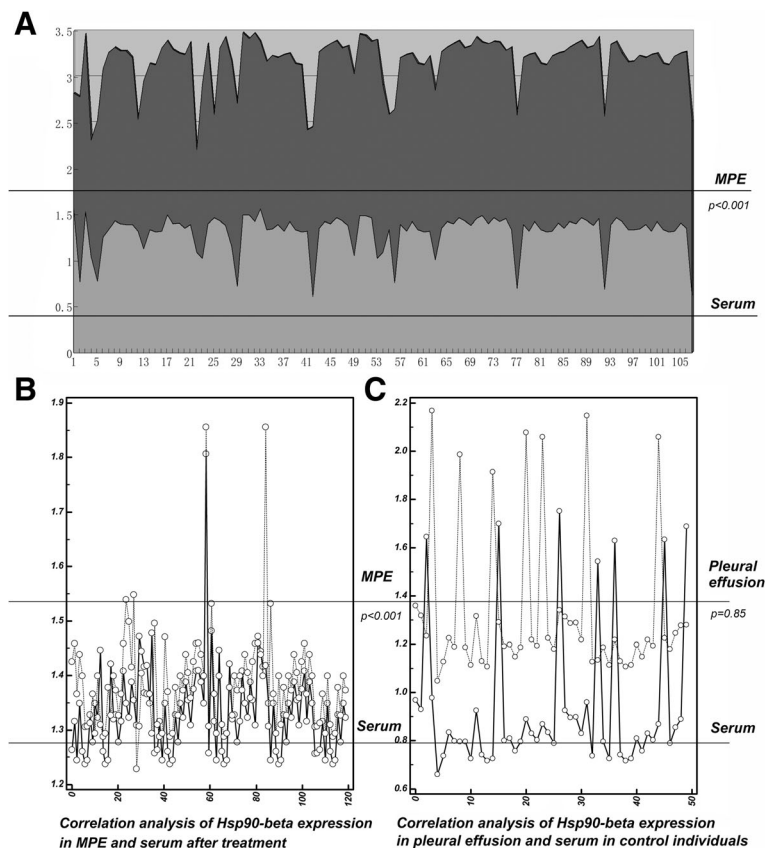 A
3.5
3
2.5
2
1.5
1
0.5
0
MPE
p<0.001
Serum
1 5 9 13 17 21 25 29 33 37 41 45 49 53 57 61 65 69 73 77 81 85 89 93 97 101 105
B
1.9
1.8
1.7
1.6
1.5
1.4
1.3
1.2
MPE
p<0.001
Serum
0 20 40 60 80 100 120
Correlation analysis of Hsp90-beta expression
in MPE and serum after treatment
C
2.2
2.0
1.8
1.6
1.4
1.2
1.0
0.8
0.6
Pleural
effusion
p=0.85
Serum
0 10 20 30 40 50
Correlation analysis of Hsp90-beta expression
in pleural effusion and serum in control individuals